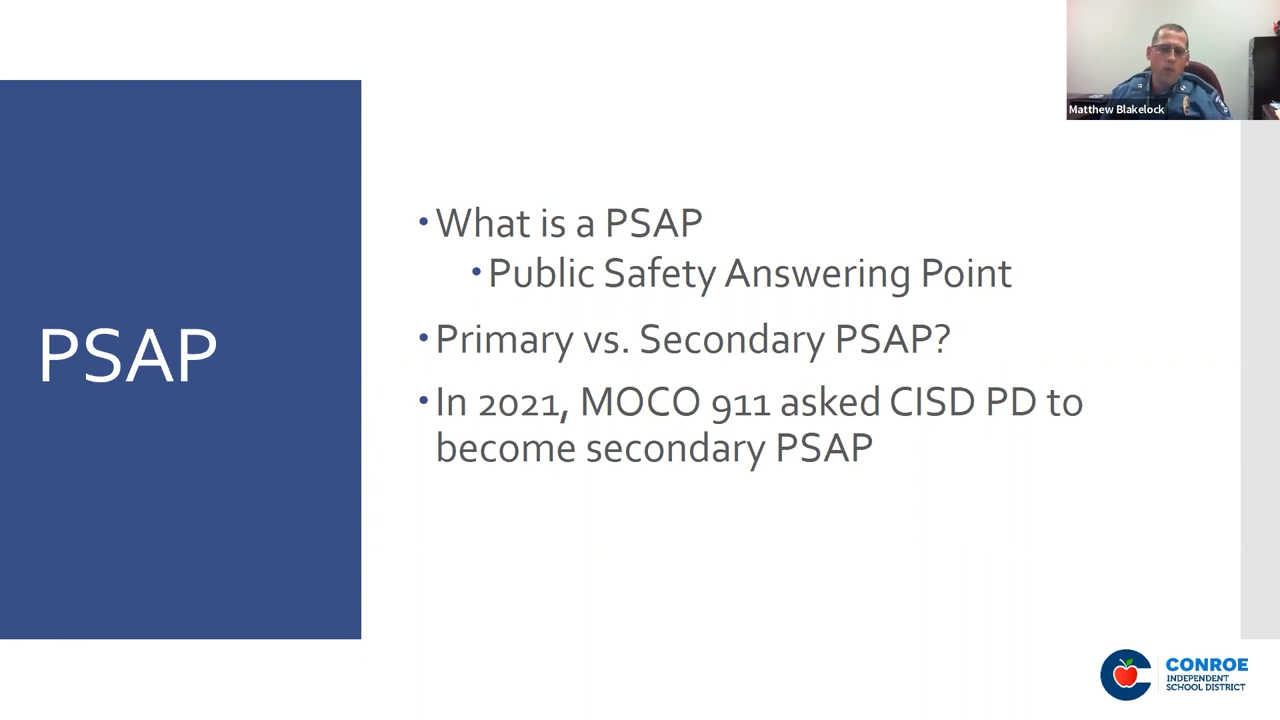 Matthew Blakelock
PSAP
• What is a PSAP
• Public Safety Answering Point
• Primary vs. Secondary PSAP?
• In 2021, MOCO 911 asked CISD PD to
become secondary PSAP
CONROE
INDEPENDENT
SCHOOL DISTRICT